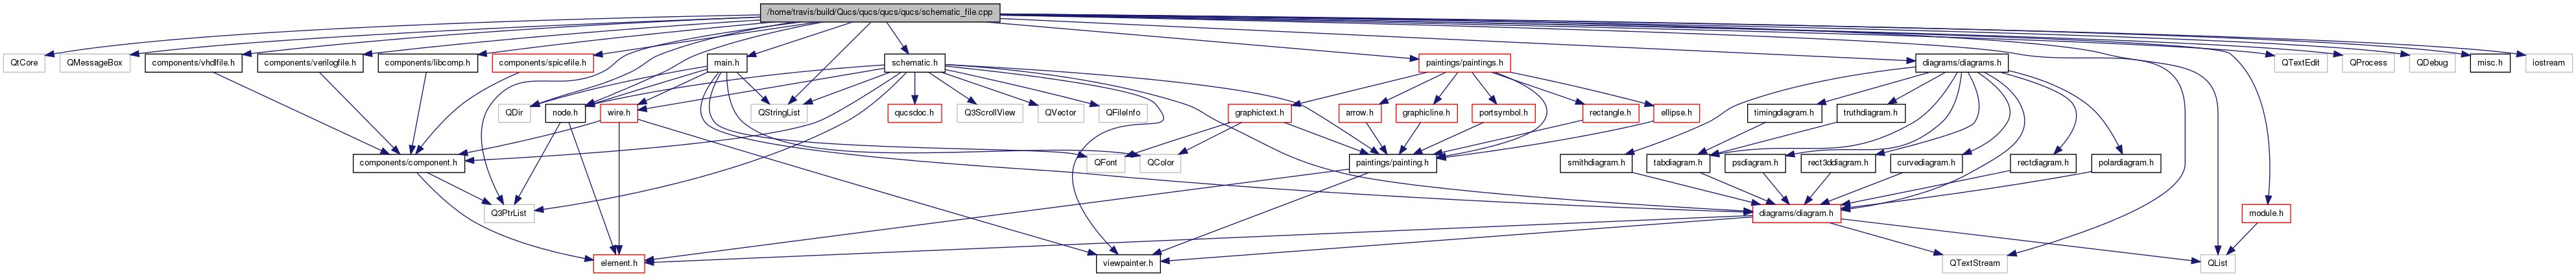 /home/travis/build/Qucs/qucs/qucs/qucs/schematic_file.cpp
QtCore
QMessageBox
components/vhdlfile.h
components/verilogfile.h
components/libcomp.h
components/spicefile.h
main.h
schematic.h
paintings/paintings.h
diagrams/diagrams.h
QTextEdit
QProcess
QDebug
misc.h
iostream
QDir
node.h
wire.h
QStringList
qucsdoc.h
Q3ScrollView
QVector
QFileInfo
graphictext.h
arrow.h
graphicline.h
portsymbol.h
rectangle.h
ellipse.h
timingdiagram.h
truthdiagram.h
components/component.h
QFont
QColor
paintings/painting.h
smithdiagram.h
tabdiagram.h
psdiagram.h
rect3ddiagram.h
curvediagram.h
rectdiagram.h
polardiagram.h
Q3PtrList
diagrams/diagram.h
module.h
element.h
viewpainter.h
QTextStream
QList